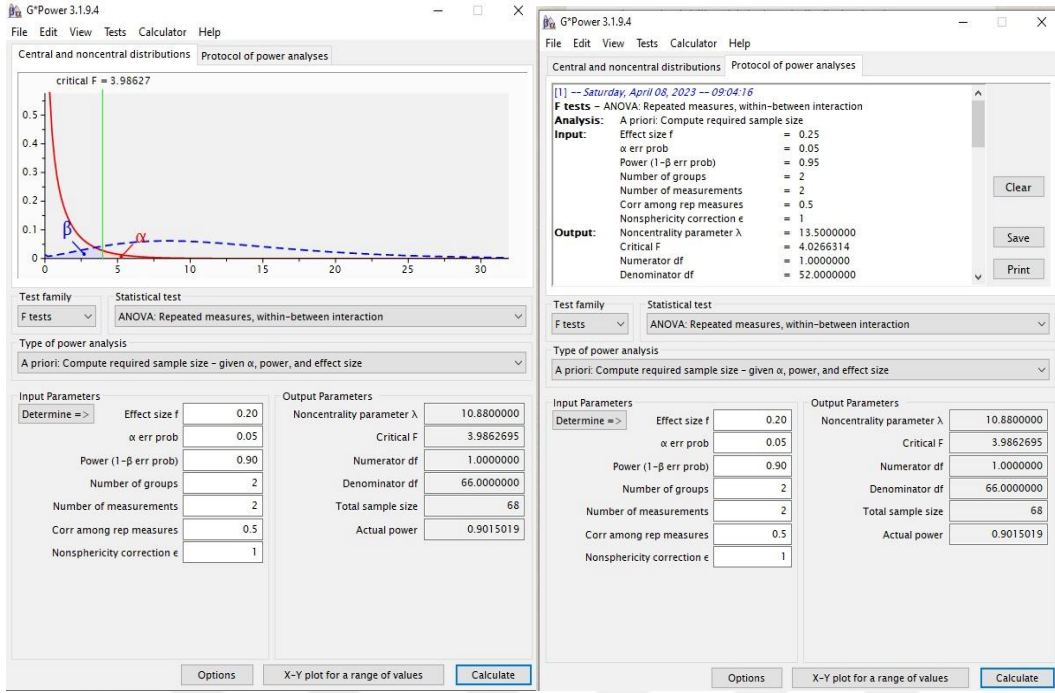 G*Power 3.1.9.4
File Edit View Tests Calculator Help
Central and noncentral distributions Protocol of power analyses
critical F = 3.98627
0.5
0.4
0.3
0.2
0.1
0
β
α
0 5 10 15 20 25 30
Test family Statistical test
F tests ANOVA: Repeated measures, within-between interaction
Type of power analysis
A priori: Compute required sample size - given α, power, and effect size
Input Parameters Output Parameters
Determine => Effect size f 0.20 Noncentrality parameter λ 10.8800000
α err prob 0.05 Critical F 3.9862695
Power (1-β err prob) 0.90 Numerator df 1.0000000
Number of groups 2 Denominator df 66.0000000
Number of measurements 2 Total sample size 68
Corr among rep measures 0.5 Actual power 0.9015019
Nonsphericity correction ϵ 1
Options X-Y plot for a range of values Calculate
G*Power 3.1.9.4
File Edit View Tests Calculator Help
Central and noncentral distributions Protocol of power analyses
[1] -- Saturday, April 08, 2023 -- 09:04:16
F tests - ANOVA: Repeated measures, within-between interaction
Analysis: A priori: Compute required sample size
Input: Effect size f = 0.25
α err prob = 0.05
Power (1-β err prob) = 0.95
Number of groups = 2
Number of measurements = 2
Corr among rep measures = 0.5
Nonsphericity correction ϵ = 1
Output: Noncentrality parameter λ = 13.5000000
Critical F = 4.0266314
Numerator df = 1.0000000
Denominator df = 52.0000000
Clear
Save
Print
Test family Statistical test
F tests ANOVA: Repeated measures, within-between interaction
Type of power analysis
A priori: Compute required sample size - given α, power, and effect size
Input Parameters Output Parameters
Determine => Effect size f 0.20 Noncentrality parameter λ 10.8800000
α err prob 0.05 Critical F 3.9862695
Power (1-β err prob) 0.90 Numerator df 1.0000000
Number of groups 2 Denominator df 66.0000000
Number of measurements 2 Total sample size 68
Corr among rep measures 0.5 Actual power 0.9015019
Nonsphericity correction ϵ 1
Options X-Y plot for a range of values Calculate